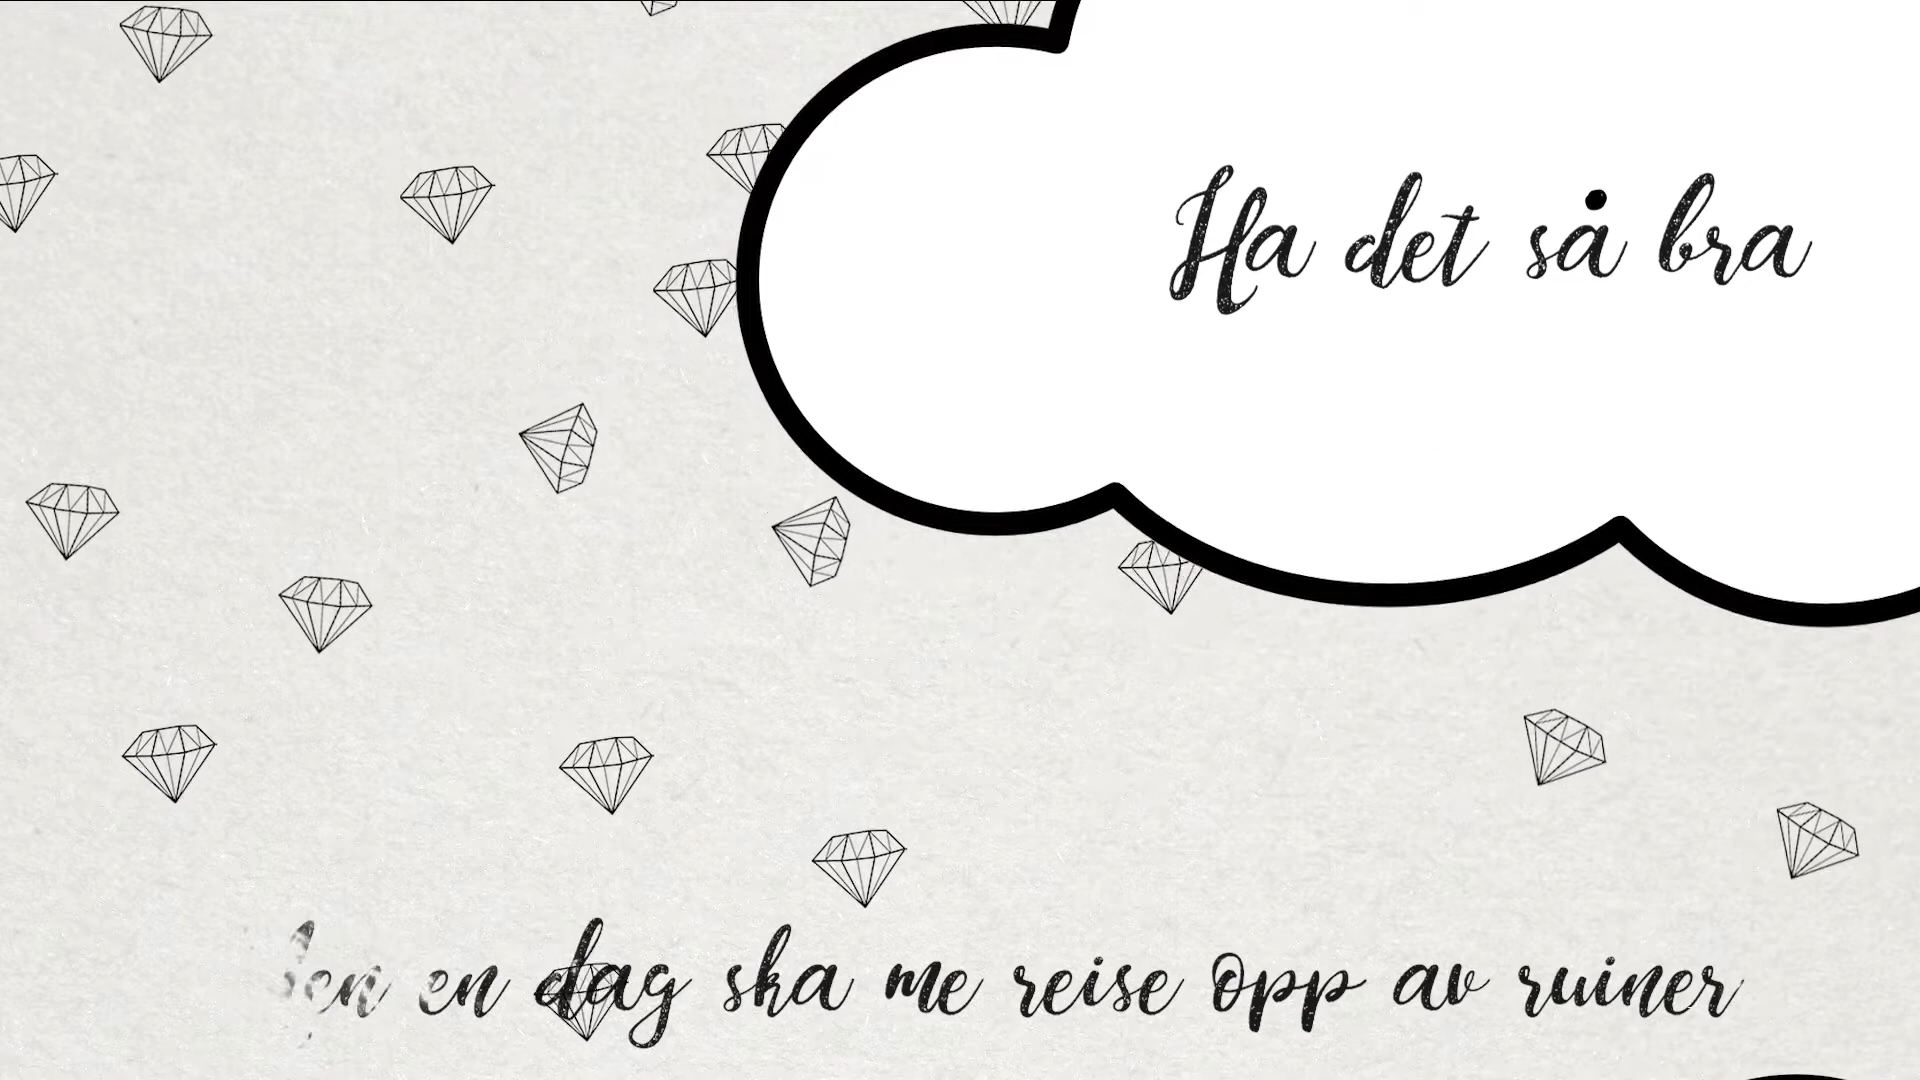 Ha det så bra
en dag ska me reise opp av ruiner